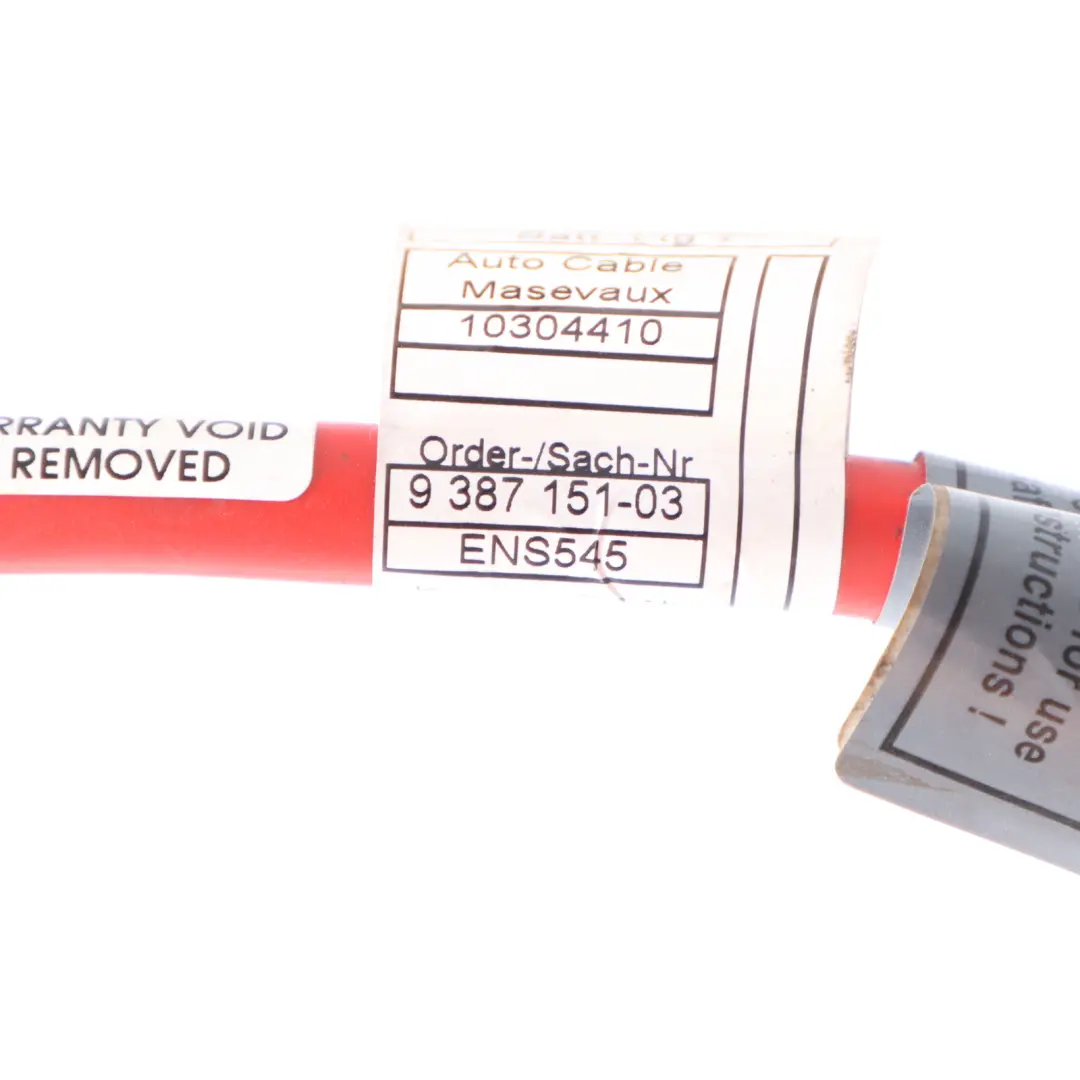 Auto Cable
Masevaux
10304410
Order-/Sach-Nr
9 387 151-03
ENS545
RRANTY VOID
REMOVED
for use
structions !